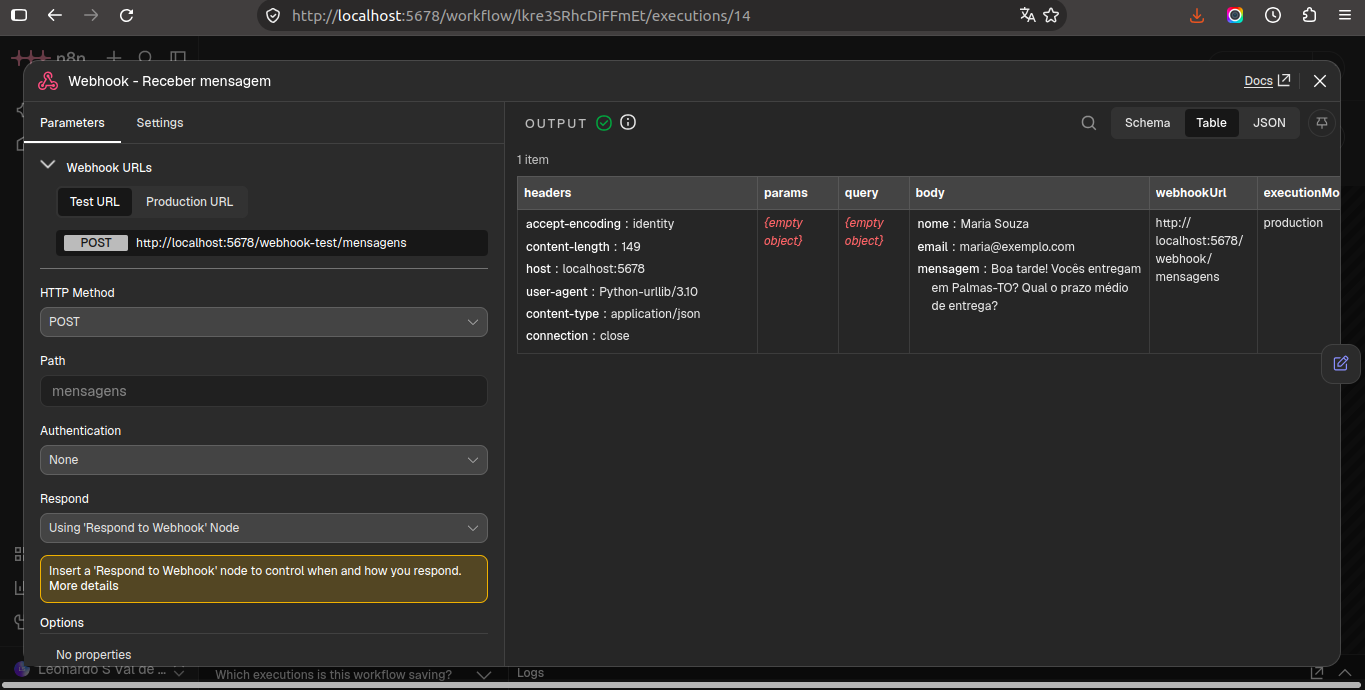 http://localhost:5678/workflow/lkre3SRhcDiFFmEt/executions/14
n8n
Webhook - Receber mensagem
Docs
Parameters
Settings
Webhook URLs
Test URL
Production URL
POST
http://localhost:5678/webhook-test/mensagens
HTTP Method
POST
Path
mensagens
Authentication
None
Respond
Using 'Respond to Webhook' Node
Insert a 'Respond to Webhook' node to control when and how you respond.
More details
Options
No properties
OUTPUT
Schema
Table
JSON
1 item
headers
params
query
body
webhookUrl
executionMo
accept-encoding : identity
content-length : 149
host : localhost:5678
user-agent : Python-urllib/3.10
content-type : application/json
connection : close
{empty
object}
{empty
object}
nome : Maria Souza
email : maria@exemplo.com
mensagem : Boa tarde! Vocês entregam
em Palmas-TO? Qual o prazo médio
de entrega?
http://
localhost:5678/
webhook/
mensagens
production
Leonardo S Val de ...
Which executions is this workflow saving?
Logs